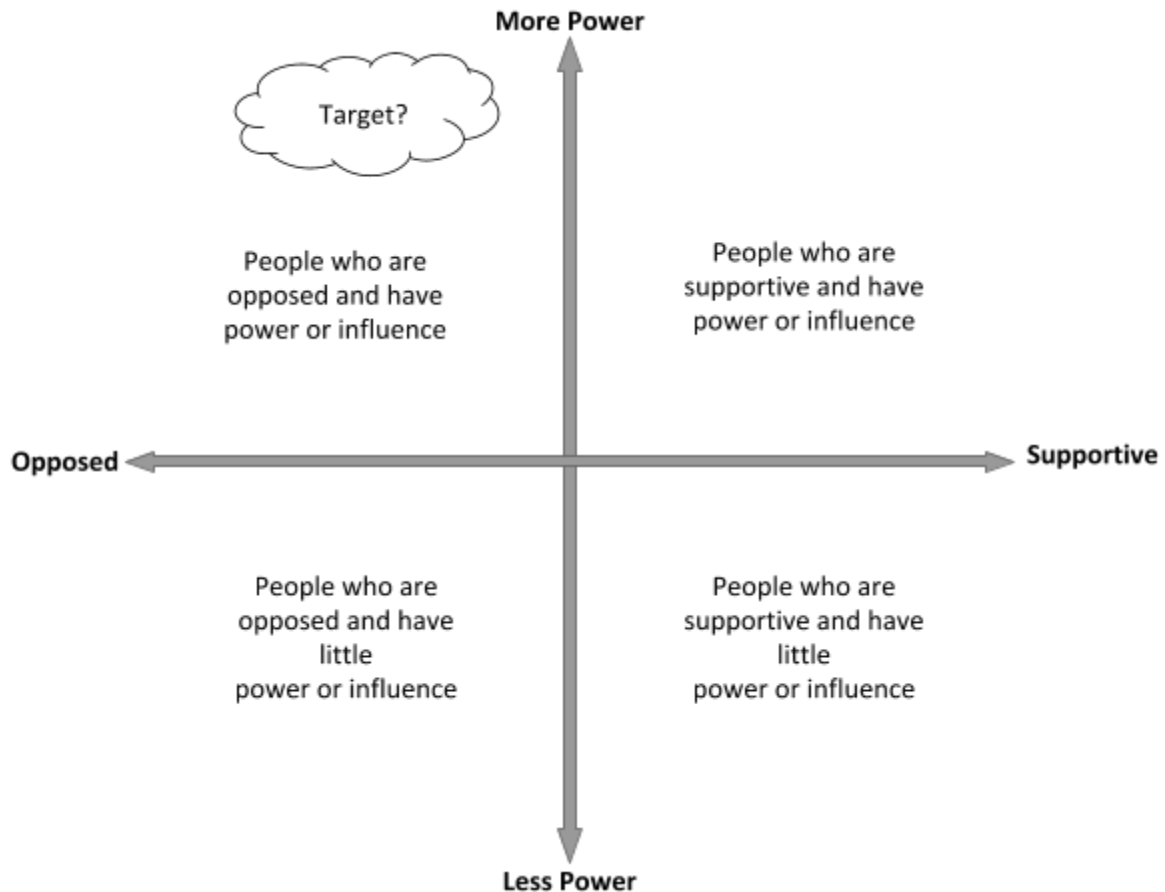 More Power
Target?
People who are
opposed and have
power or influence
People who are
supportive and have
power or influence
Opposed
Supportive
People who are
opposed and have
little
power or influence
People who are
supportive and have
little
power or influence
Less Power